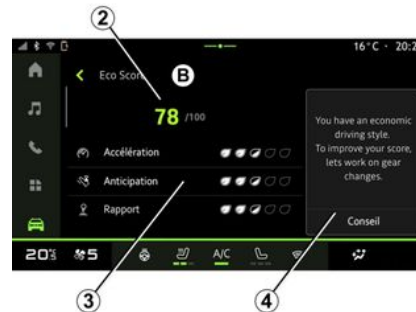 2
16°C · 20:2
Eco Score
B
78 /100
You have an economic
driving style.
To improve your score,
lets work on gear
changes.
Accélération
Anticipation
Rapport
Conseil
20°5
5
A/C
3
4